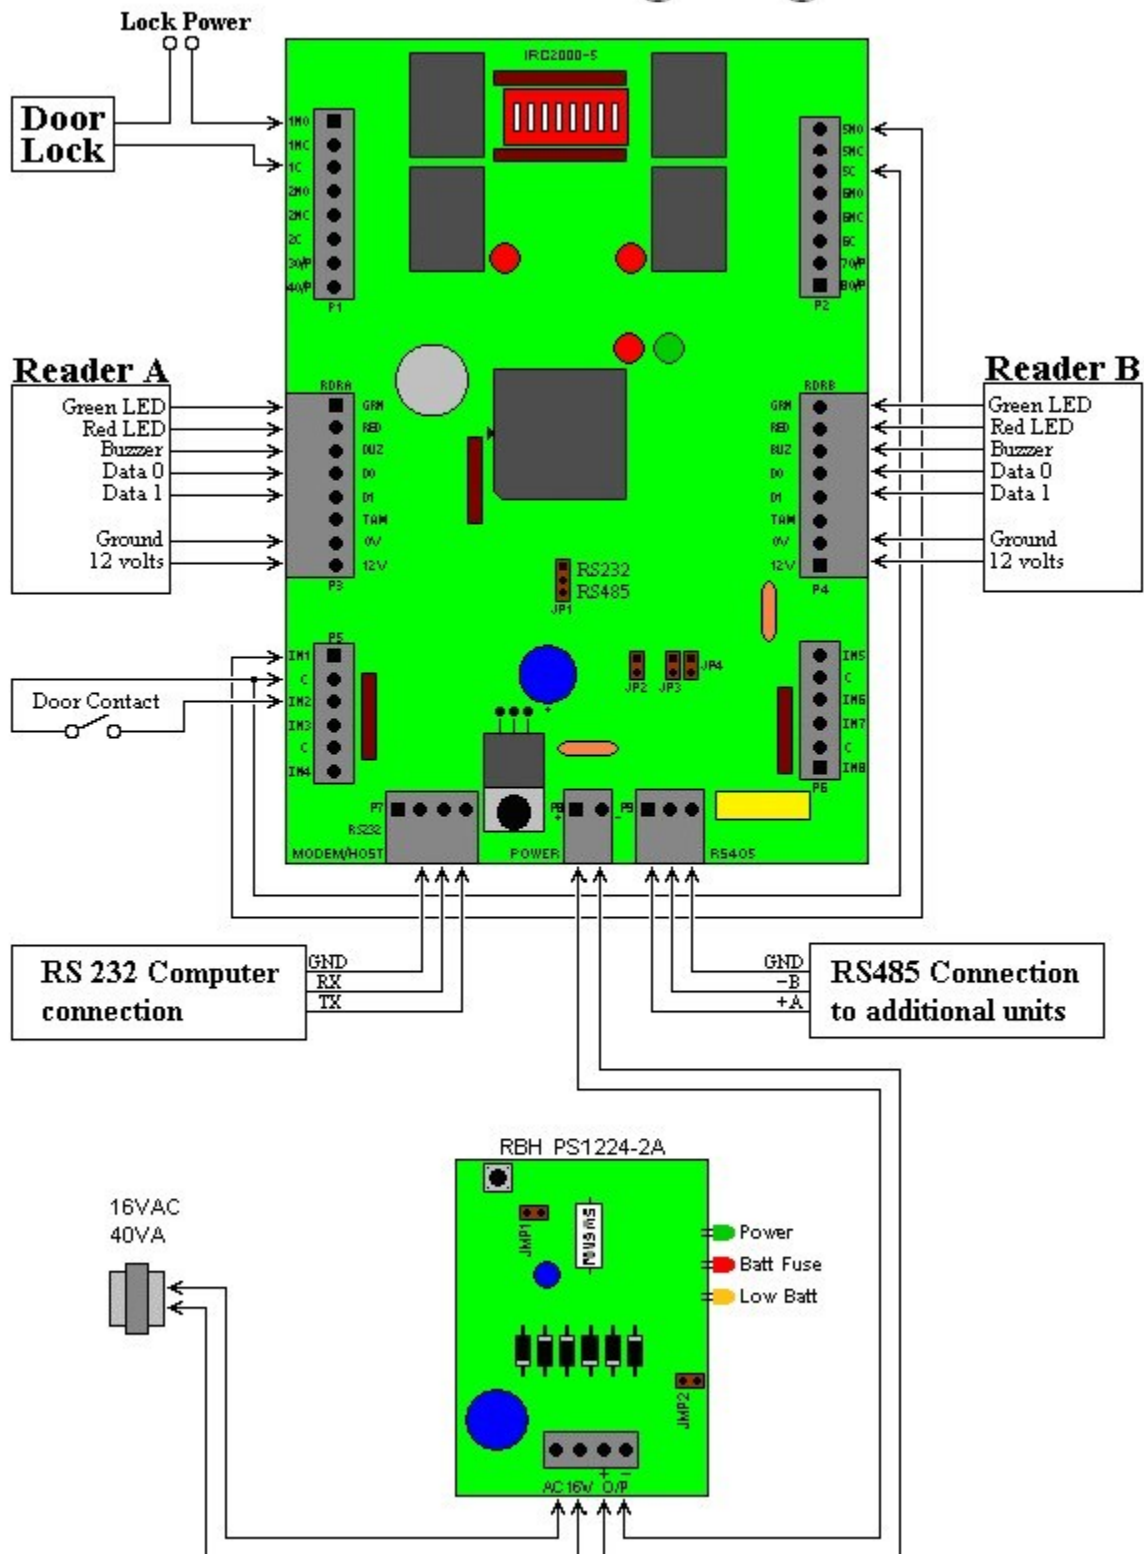 Lock Power
IRC2000-S
Door
Lock
1NO
1NC
1C
2NO
2NC
2C
3O/P
4O/P
P1
5NO
5NC
5C
6NO
6NC
6C
7O/P
8O/P
P2
Reader A
Green LED
Red LED
Buzzer
Data 0
Data 1
Ground
12 volts
RDRA
GRN
RED
BUZ
D0
D1
TAM
0V
12V
P3
Reader B
Green LED
Red LED
Buzzer
Data 0
Data 1
Ground
12 volts
RDRB
GRN
RED
BUZ
D0
D1
TAM
0V
12V
P4
RS232
RS485
JP1
P5
IN1
C
IN2
IN3
C
IN4
Door Contact
JP2
JP3
JP4
IN5
C
IN6
IN7
C
IN8
P6
P7
RS232
MODEM/HOST
P8
+
-
POWER
P9
RS485
RS 232 Computer
connection
GND
RX
TX
GND
-B
+A
RS485 Connection
to additional units
RBH PS1224-2A
16VAC
40VA
JMP1
Power
Batt Fuse
Low Batt
JMP2
+ -
AC16V O/P